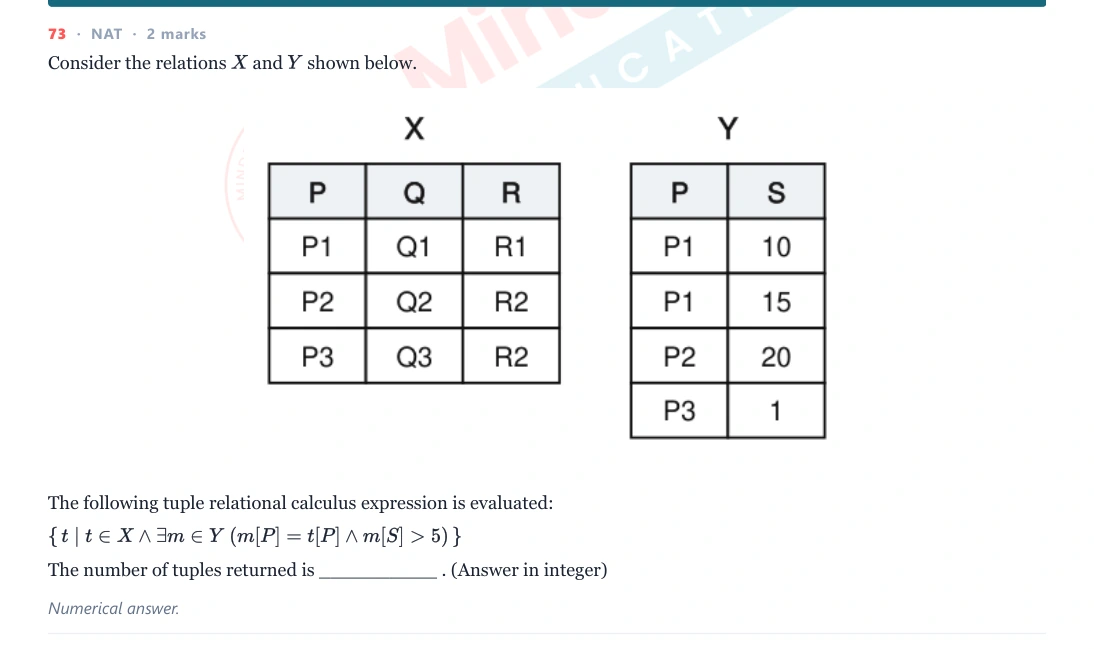 73 · NAT · 2 marks
Consider the relations X and Y shown below.
X
P Q R
P1 Q1 R1
P2 Q2 R2
P3 Q3 R2
Y
P S
P1 10
P1 15
P2 20
P3 1
The following tuple relational calculus expression is evaluated:
{ t | t ∈ X ∧ ∃m ∈ Y (m[P] = t[P] ∧ m[S] > 5) }
The number of tuples returned is ____________ . (Answer in integer)
Numerical answer.